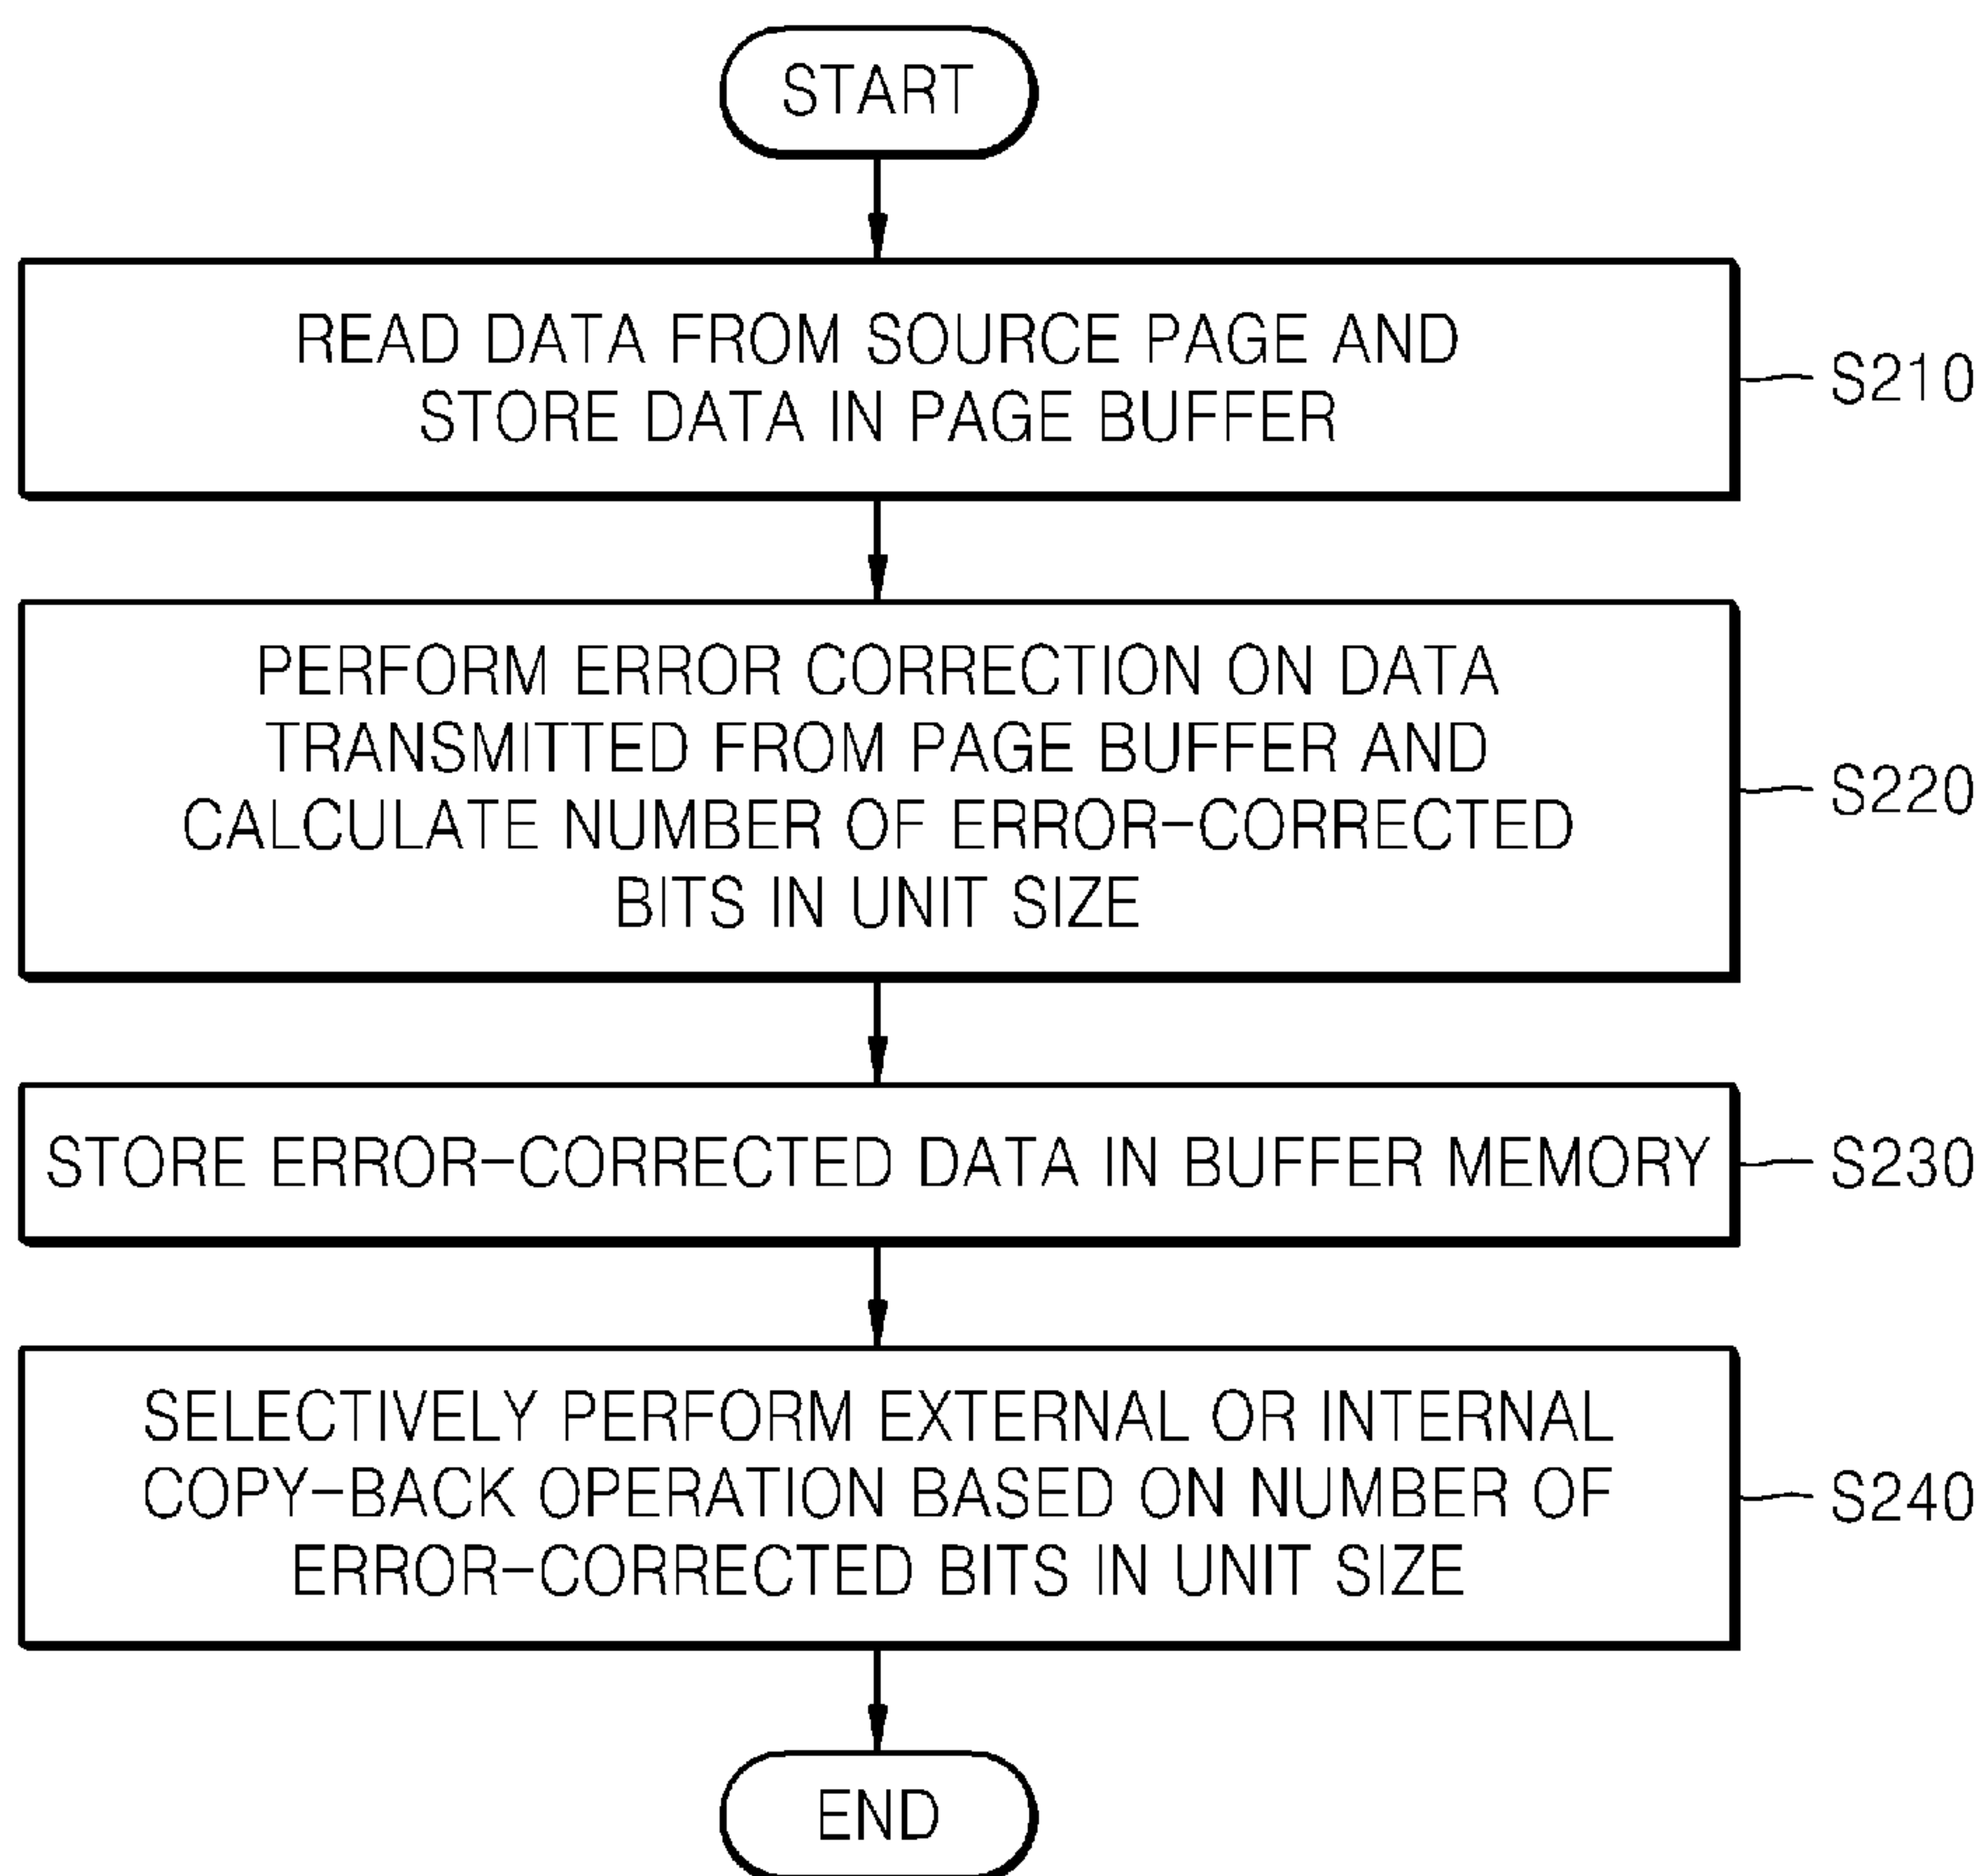 START
READ DATA FROM SOURCE PAGE AND
STORE DATA IN PAGE BUFFER
S210
PERFORM ERROR CORRECTION ON DATA
TRANSMITTED FROM PAGE BUFFER AND
CALCULATE NUMBER OF ERROR-CORRECTED
BITS IN UNIT SIZE
S220
STORE ERROR-CORRECTED DATA IN BUFFER MEMORY
S230
SELECTIVELY PERFORM EXTERNAL OR INTERNAL
COPY-BACK OPERATION BASED ON NUMBER OF
ERROR-CORRECTED BITS IN UNIT SIZE
S240
END